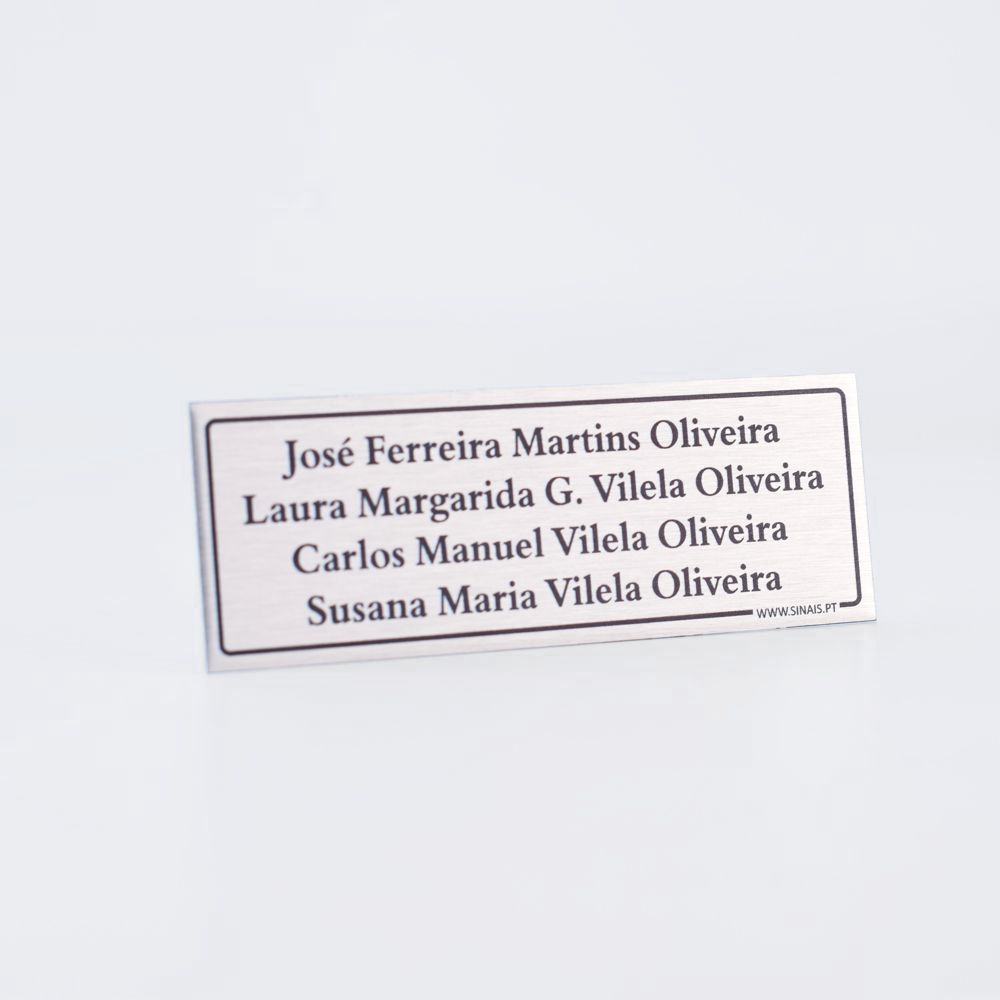 José Ferreira Martins Oliveira
Laura Margarida G. Vilela Oliveira
Carlos Manuel Vilela Oliveira
Susana Maria Vilela Oliveira
WWW.SINAIS.PT